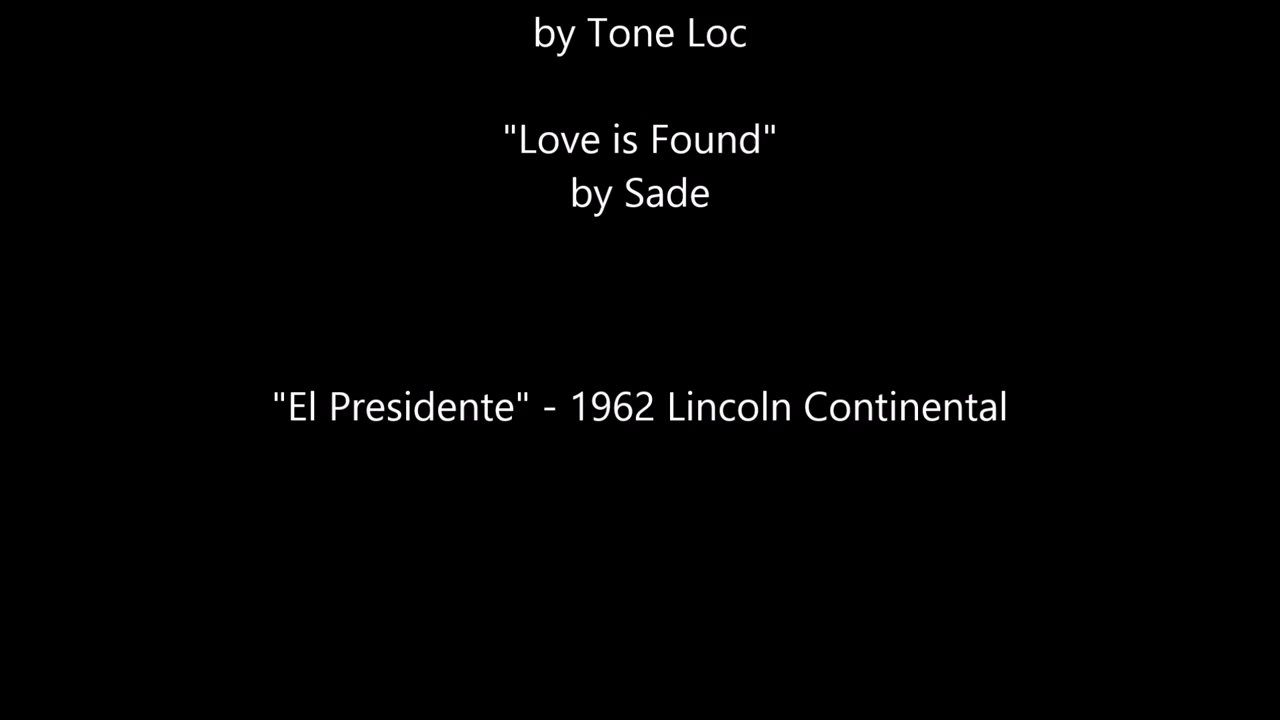 by Tone Loc
"Love is Found"
by Sade
"El Presidente" - 1962 Lincoln Continental